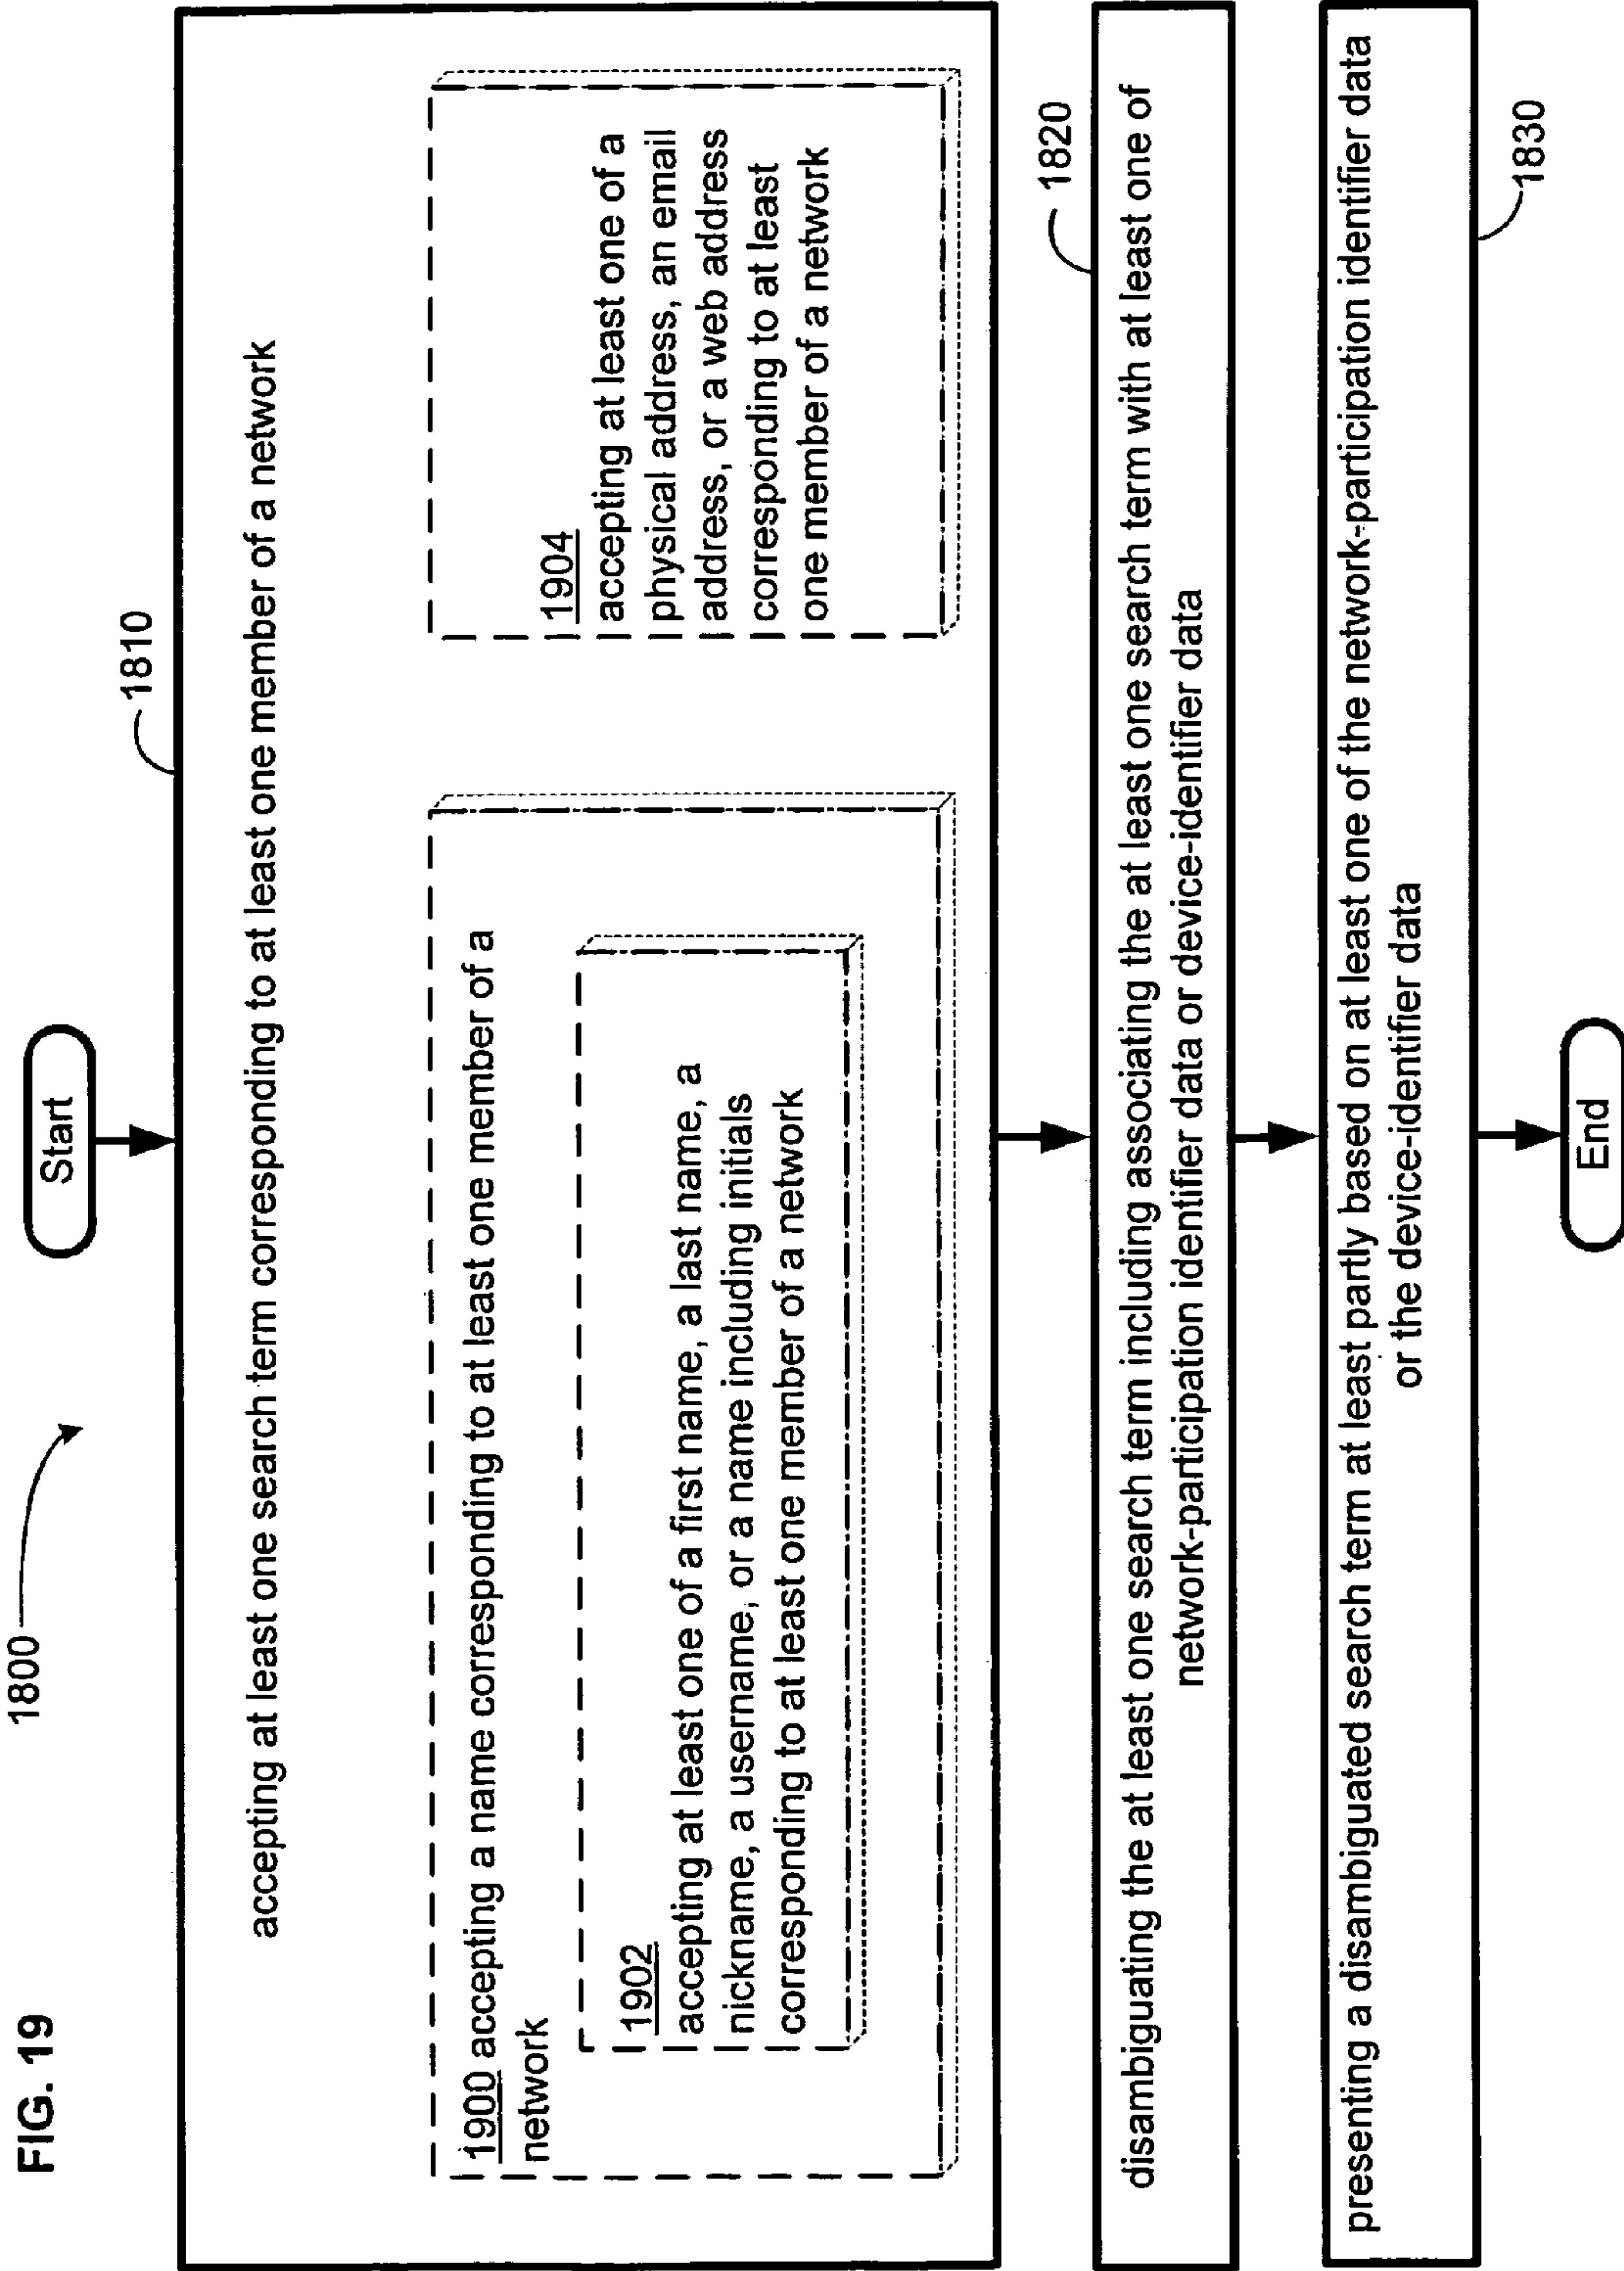 FIG. 19
1800
Start
1810
accepting at least one search term corresponding to at least one member of a network
1900 accepting a name corresponding to at least one member of a
network
1902
accepting at least one of a first name, a last name, a
nickname, a username, or a name including initials
corresponding to at least one member of a network
1904
accepting at least one of a
physical address, an email
address, or a web address
corresponding to at least
one member of a network
1820
disambiguating the at least one search term including associating the at least one search term with at least one of
network-participation identifier data or device-identifier data
presenting a disambiguated search term at least partly based on at least one of the network-participation identifier data
or the device-identifier data
1830
End